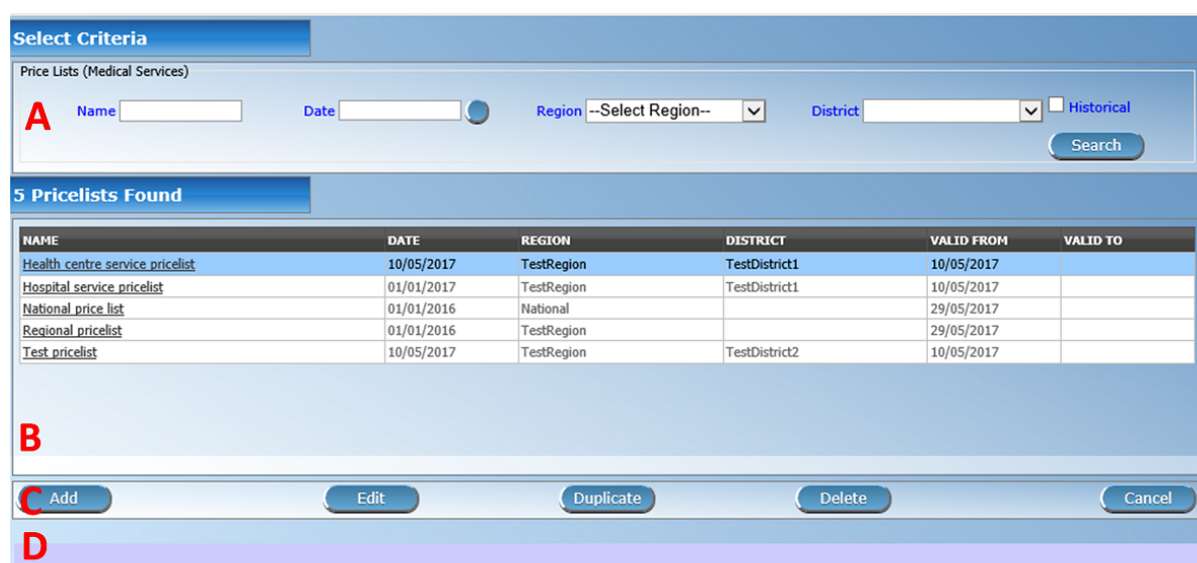 Select Criteria
Price Lists (Medical Services)
A Name Date Region --Select Region-- District Historical
Search
5 Pricelists Found
NAME DATE REGION DISTRICT VALID FROM VALID TO
Health centre service pricelist 10/05/2017 TestRegion TestDistrict1 10/05/2017
Hospital service pricelist 01/01/2017 TestRegion TestDistrict1 10/05/2017
National price list 01/01/2016 National 29/05/2017
Regional pricelist 01/01/2016 TestRegion 29/05/2017
Test pricelist 10/05/2017 TestRegion TestDistrict2 10/05/2017
B
C Add Edit Duplicate Delete Cancel
D